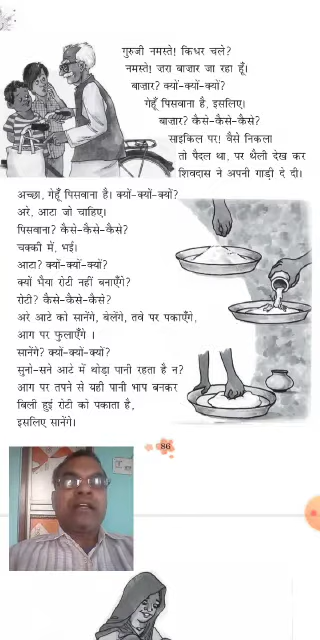 गुरुजी नमस्ते! किधर चले?
नमस्ते! ज़रा बाज़ार जा रहा हूँ।
बाज़ार? क्यों-क्यों-क्यों?
गेहूँ पिसवाना है, इसलिए।
बाज़ार? कैसे-कैसे-कैसे?
साइकिल पर! वैसे निकला
तो पैदल था, पर थैली देख कर
शिवदास ने अपनी गाड़ी दे दी।
अच्छा, गेहूँ पिसवाना है। क्यों-क्यों-क्यों?
अरे, आटा जो चाहिए।
पिसवाना? कैसे-कैसे-कैसे?
चक्की में, भई।
आटा? क्यों-क्यों-क्यों?
क्यों भैया रोटी नहीं बनाएँगे?
रोटी? कैसे-कैसे-कैसे?
अरे आटे को सानेंगे, बेलेंगे, तवे पर पकाएँगे,
आग पर फुलाएँगे ।
सानेंगे? क्यों-क्यों-क्यों?
सुनो-सने आटे में थोड़ा पानी रहता है न?
आग पर तपने से यही पानी भाप बनकर
बिली हुई रोटी को पकाता है,
इसलिए सानेंगे।
86